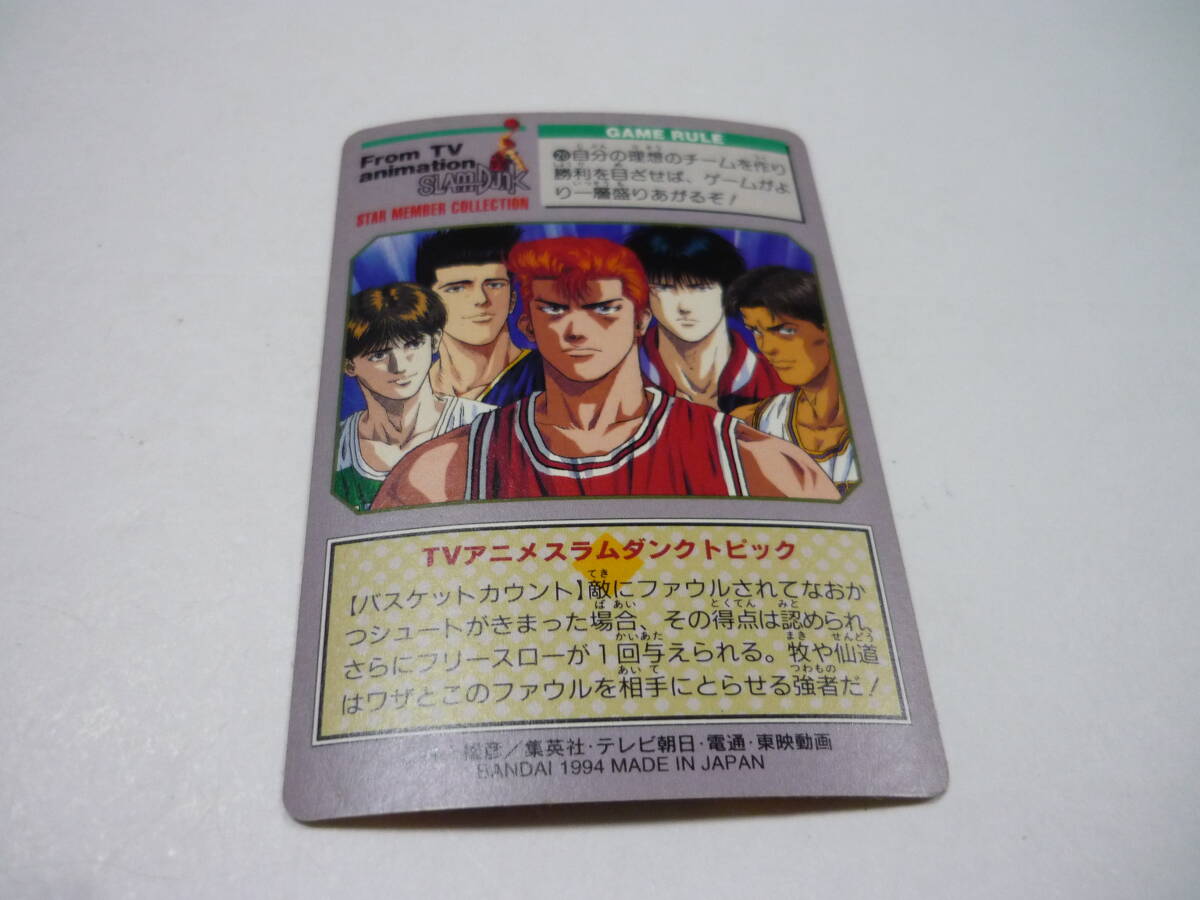 From TV
animation
SLAM DUNK
STAR MEMBER COLLECTION
GAME RULE
⑳自分の理想のチームを作り
勝利を目ざせば、ゲームがよ
り一層盛りあがるぞ！
TVアニメスラムダンクトピック
【バスケットカウント】敵にファウルされてなおか
つシュートがきまった場合、その得点は認められ、
さらにフリースローが1回与えられる。牧や仙道
はワザとこのファウルを相手にとらせる強者だ！
彦／集英社・テレビ朝日・電通・東映動画
BANDAI 1994 MADE IN JAPAN